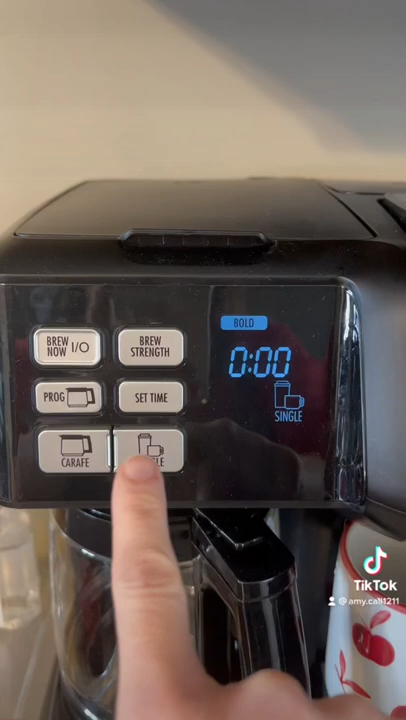 BOLD
BREW
NOW I/O
BREW
STRENGTH
0:00
PROG
SET TIME
SINGLE
CARAFE
TikTok
@amy.call1211